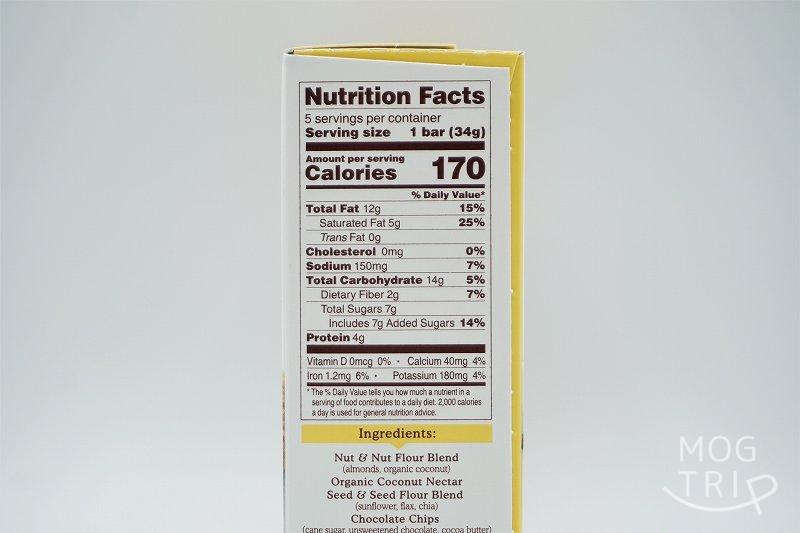 Nutrition Facts
5 servings per container
Serving size 1 bar (34g)
Amount per serving
Calories 170
% Daily Value*
Total Fat 12g 15%
Saturated Fat 5g 25%
Trans Fat 0g
Cholesterol 0mg 0%
Sodium 150mg 7%
Total Carbohydrate 14g 5%
Dietary Fiber 2g 7%
Total Sugars 7g
Includes 7g Added Sugars 14%
Protein 4g
Vitamin D 0mcg 0% • Calcium 40mg 4%
Iron 1.2mg 6% • Potassium 180mg 4%
* The % Daily Value tells you how much a nutrient in a
serving of food contributes to a daily diet. 2,000 calories
a day is used for general nutrition advice.
Ingredients:
Nut & Nut Flour Blend
(almonds, organic coconut)
Organic Coconut Nectar
Seed & Seed Flour Blend
(sunflower, flax, chia)
Chocolate Chips
(cane sugar, unsweetened chocolate, cocoa butter)
MOG
TRIP